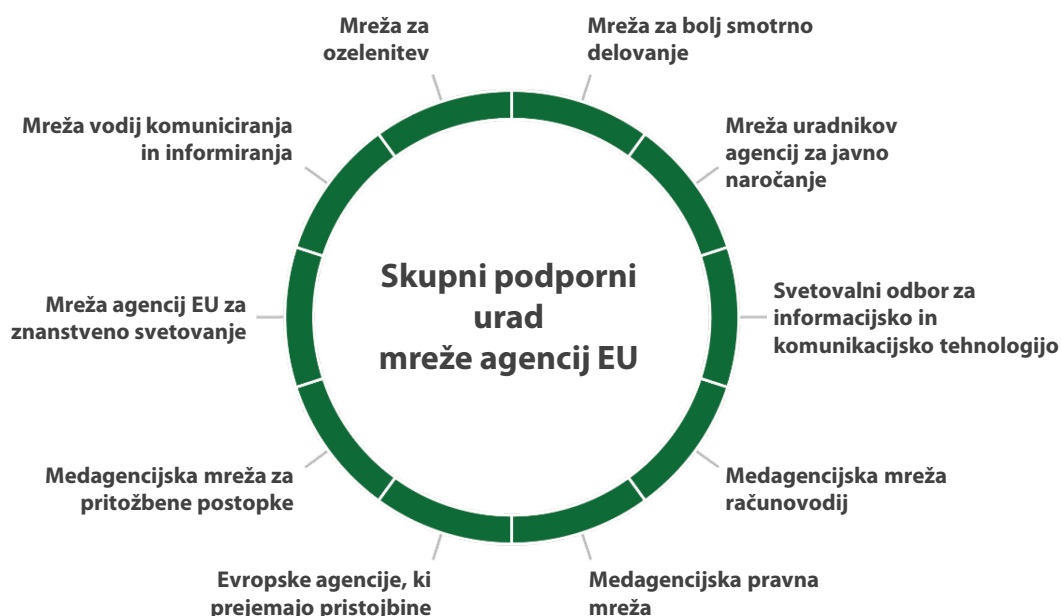 Mreža za
ozelenitev
Mreža za bolj smotrno
delovanje
Mreža vodij komuniciranja
in informiranja
Mreža uradnikov
agencij za javno
naročanje
Skupni podporni
urad
mreže agencij EU
Mreža agencij EU za
znanstveno svetovanje
Svetovalni odbor za
informacijsko in
komunikacijsko tehnologijo
Medagencijska mreža za
pritožbene postopke
Medagencijska mreža
računovodij
Evropske agencije, ki
prejemajo pristojbine
Medagencijska pravna
mreža